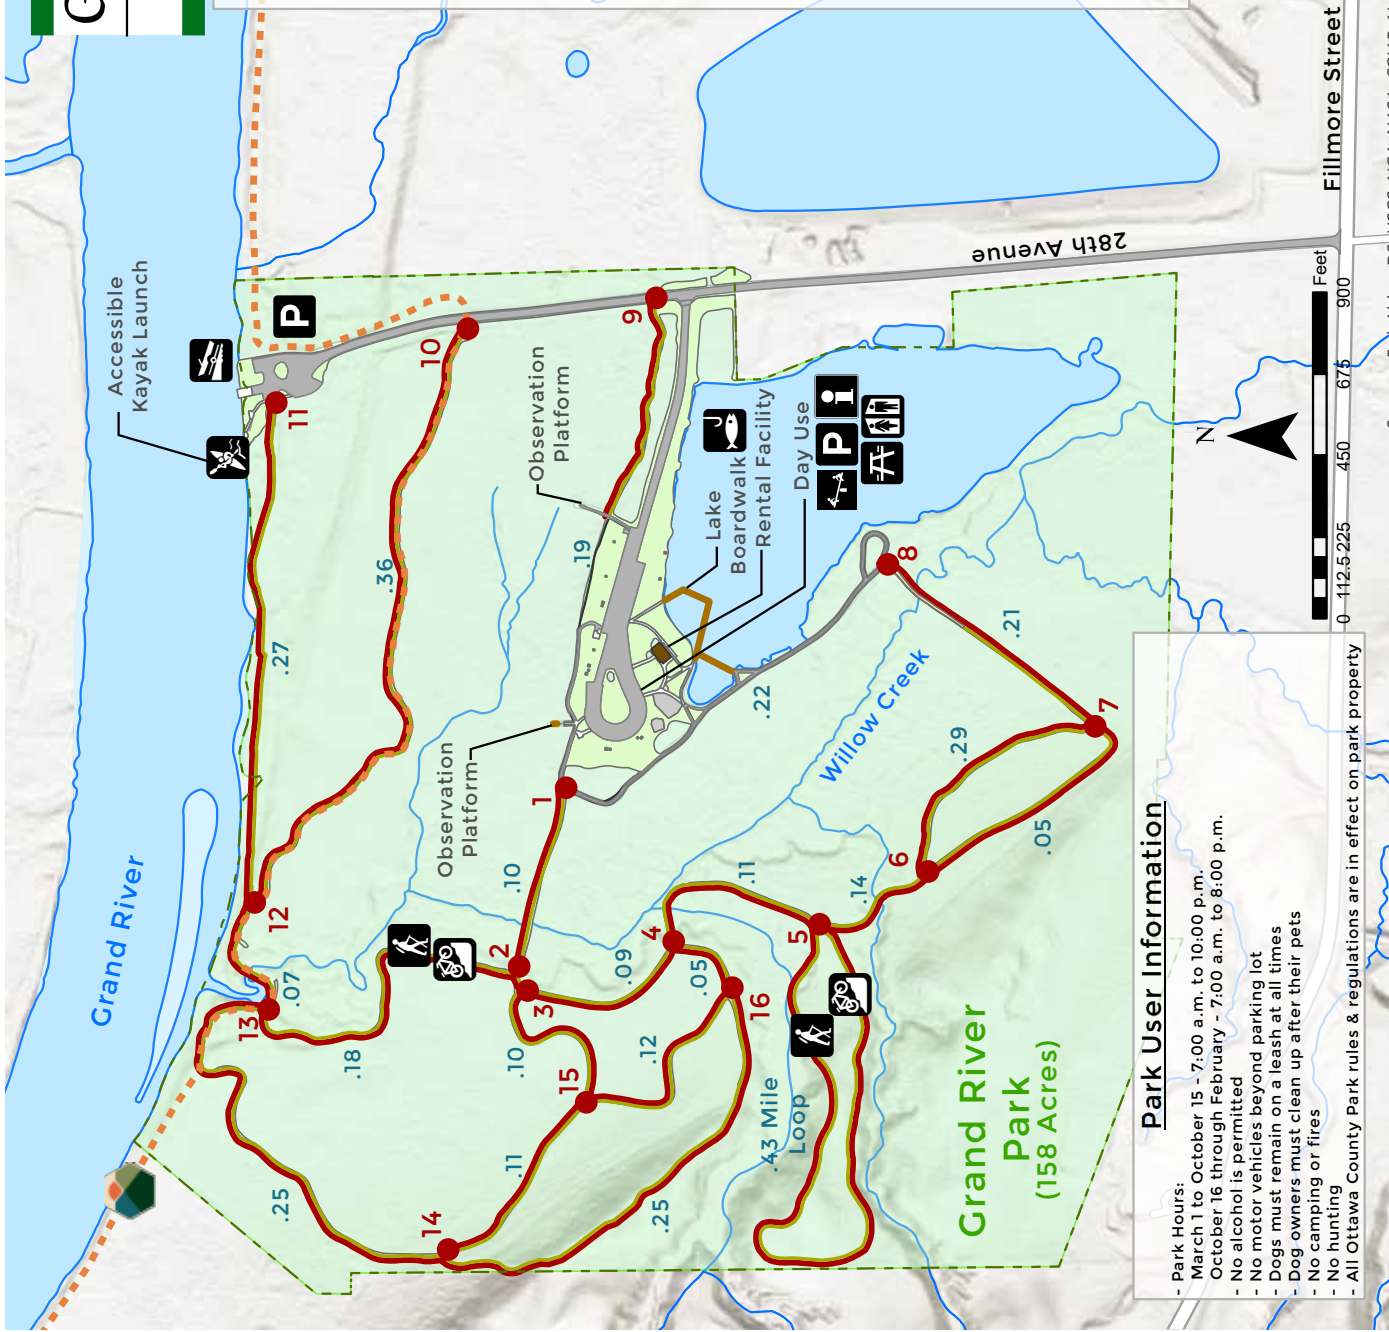 G
Accessible
Kayak Launch
P
11
10
9
Observation
Platform
Lake
Boardwalk
Rental Facility
Day Use
P
i
28th Avenue
Fillmore Street
N
0 112.5 225 450 675 900
Feet
Grand River
12
13
.27
.36
.19
.07
.18
Observation
Platform
1
.10
2
3
.22
8
.21
Willow Creek
7
.29
.05
6
.14
5
.11
4
.09
.05
16
.12
.10
15
.11
14
.25
.25
.43 Mile
Loop
Grand River
Park
(158 Acres)
Park User Information
- Park Hours:
March 1 to October 15 - 7:00 a.m. to 10:00 p.m.
October 16 through February - 7:00 a.m. to 8:00 p.m.
- No alcohol is permitted
- No motor vehicles beyond parking lot
- Dogs must remain on a leash at all times
- Dog owners must clean up after their pets
- No camping or fires
- No hunting
- All Ottawa County Park rules & regulations are in effect on park property